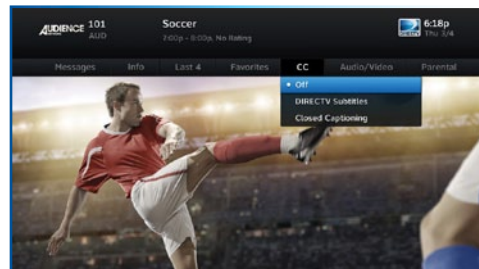 AUDIENCE 101
AUD
Soccer
7:00p - 8:00p, No Rating
DIRECTV
6:18p
Thu 3/4
Messages Info Last 4 Favorites CC Audio/Video Parental
Off
DIRECTV Subtitles
Closed Captioning